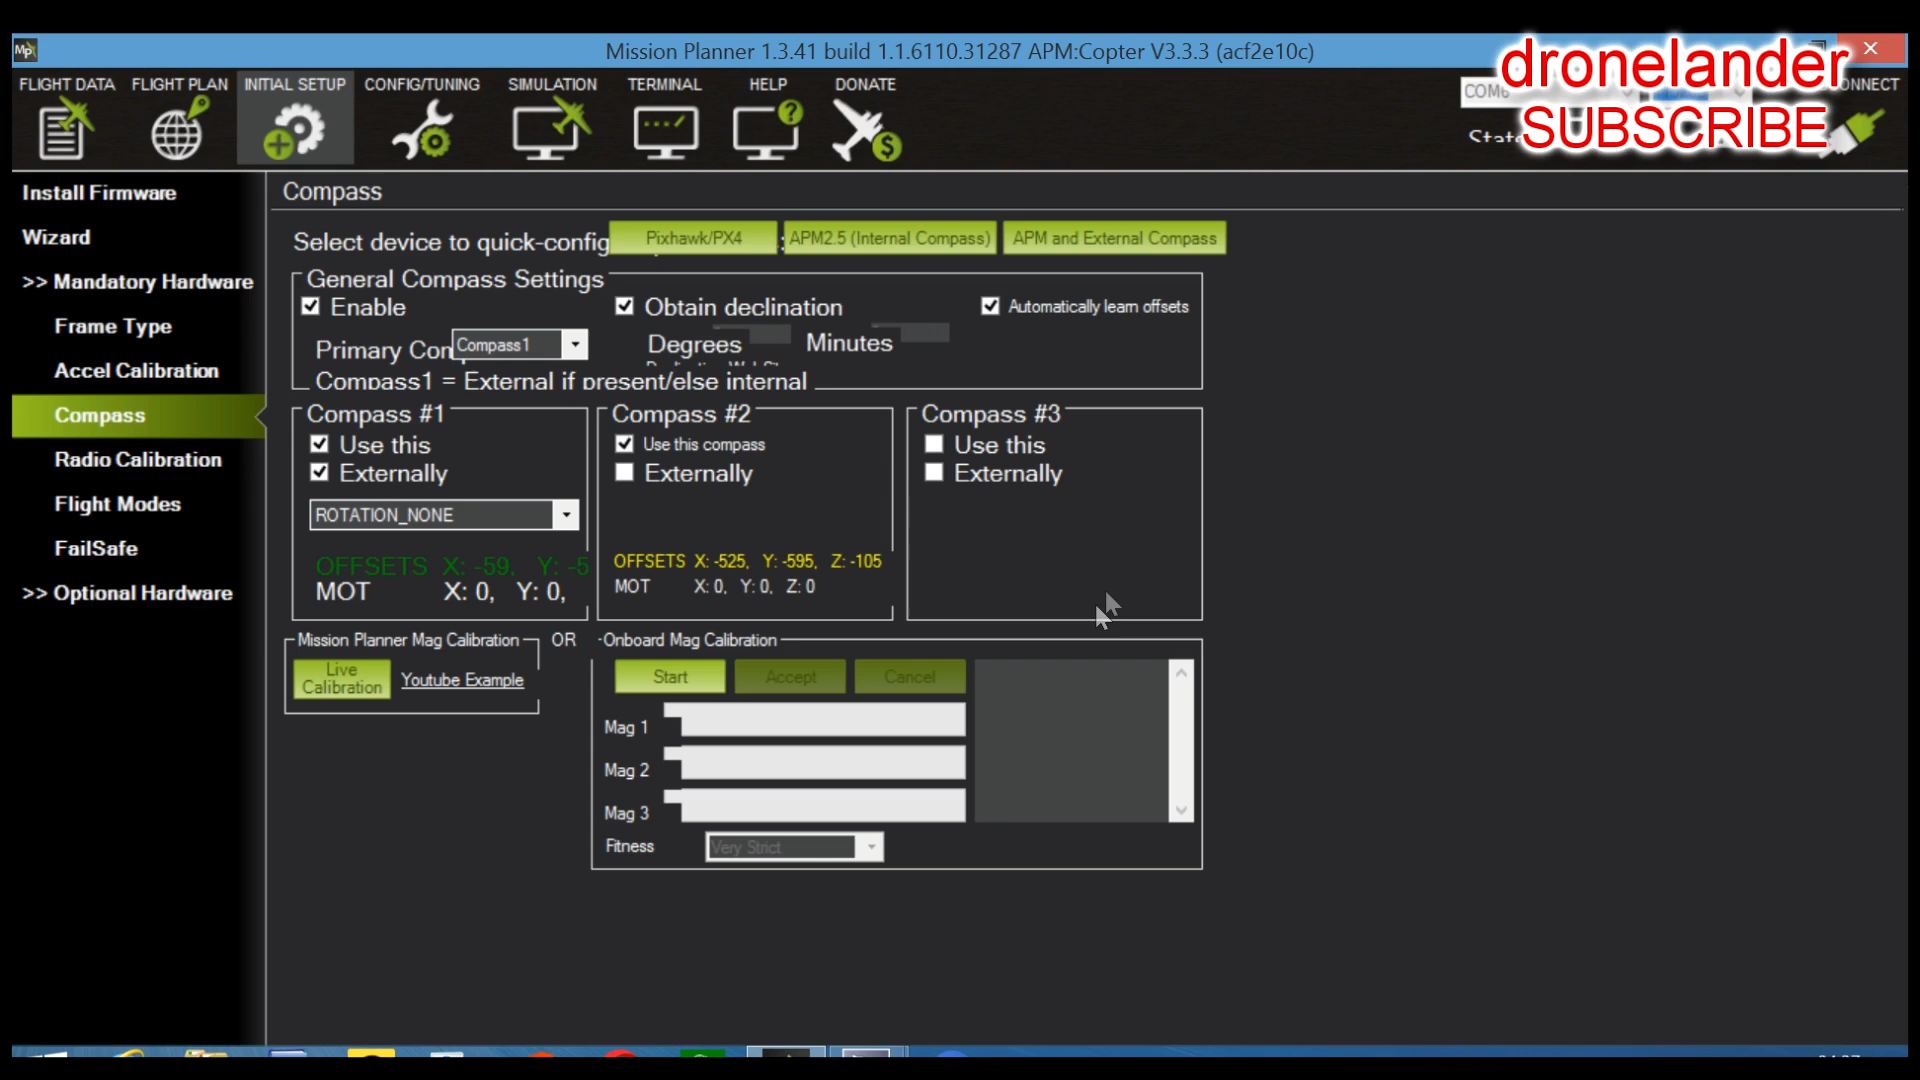 Mission Planner 1.3.41 build 1.1.6110.31287 APM:Copter V3.3.3 (acf2e10c)
dronelander
SUBSCRIBE
FLIGHT DATA FLIGHT PLAN INITIAL SETUP CONFIG/TUNING SIMULATION TERMINAL HELP DONATE
Install Firmware
Wizard
>> Mandatory Hardware
Frame Type
Accel Calibration
Compass
Radio Calibration
Flight Modes
FailSafe
>> Optional Hardware
Compass
Select device to quick-config
Pixhawk/PX4
APM2.5 (Internal Compass)
APM and External Compass
General Compass Settings
Enable
Obtain declination
Automatically learn offsets
Primary Com
Compass1
Degrees
Minutes
Compass1 = External if present/else internal
Compass #1
Use this
Externally
ROTATION_NONE
OFFSETS X: -59, Y: -5
MOT X: 0, Y: 0,
Compass #2
Use this compass
Externally
OFFSETS X: -525, Y: -595, Z: -105
MOT X: 0, Y: 0, Z: 0
Compass #3
Use this
Externally
Mission Planner Mag Calibration
Live
Calibration
Youtube Example
OR
Onboard Mag Calibration
Start
Accept
Cancel
Mag 1
Mag 2
Mag 3
Fitness
Very Strict